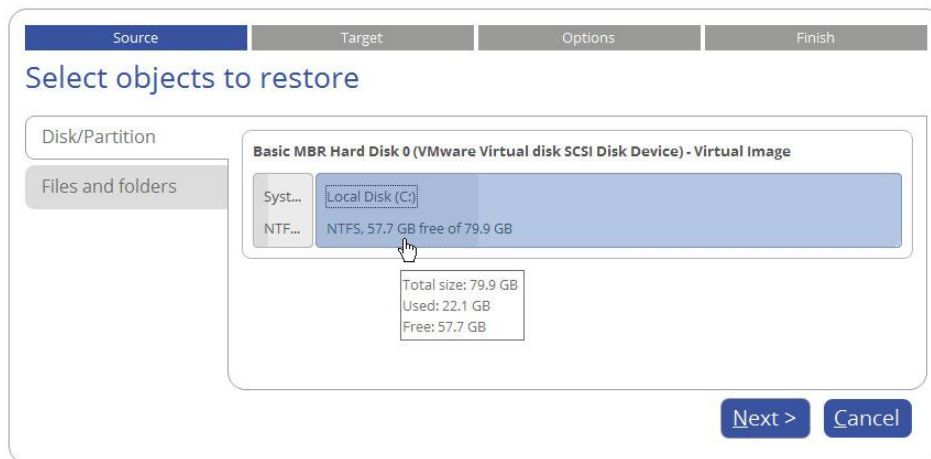 Source Target Options Finish
Select objects to restore
Disk/Partition
Files and folders
Basic MBR Hard Disk 0 (VMware Virtual disk SCSI Disk Device) - Virtual Image
Syst... Local Disk (C:)
NTF... NTFS, 57.7 GB free of 79.9 GB
Total size: 79.9 GB
Used: 22.1 GB
Free: 57.7 GB
Next > Cancel